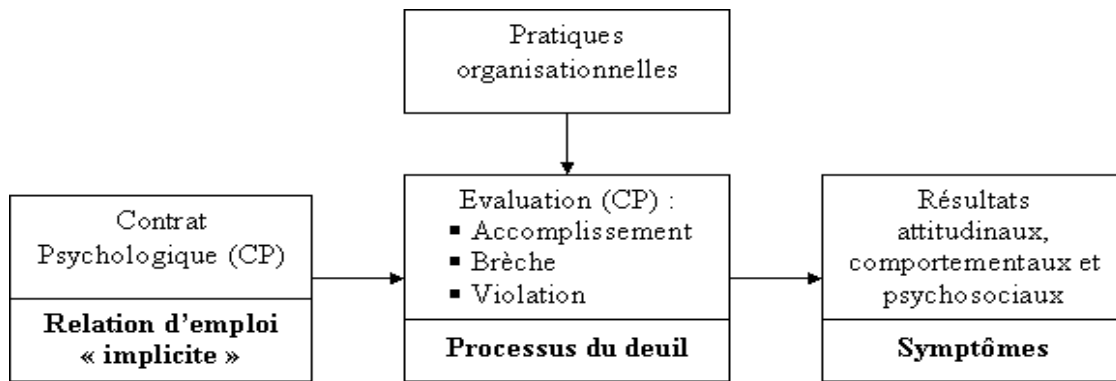 Pratiques
organisationnelles
Contrat
Psychologique (CP)
Relation d'emploi
« implicite »
Evaluation (CP) :
▪ Accomplissement
▪ Brèche
▪ Violation
Processus du deuil
Résultats
attitudinaux,
comportementaux et
psychosociaux
Symptômes